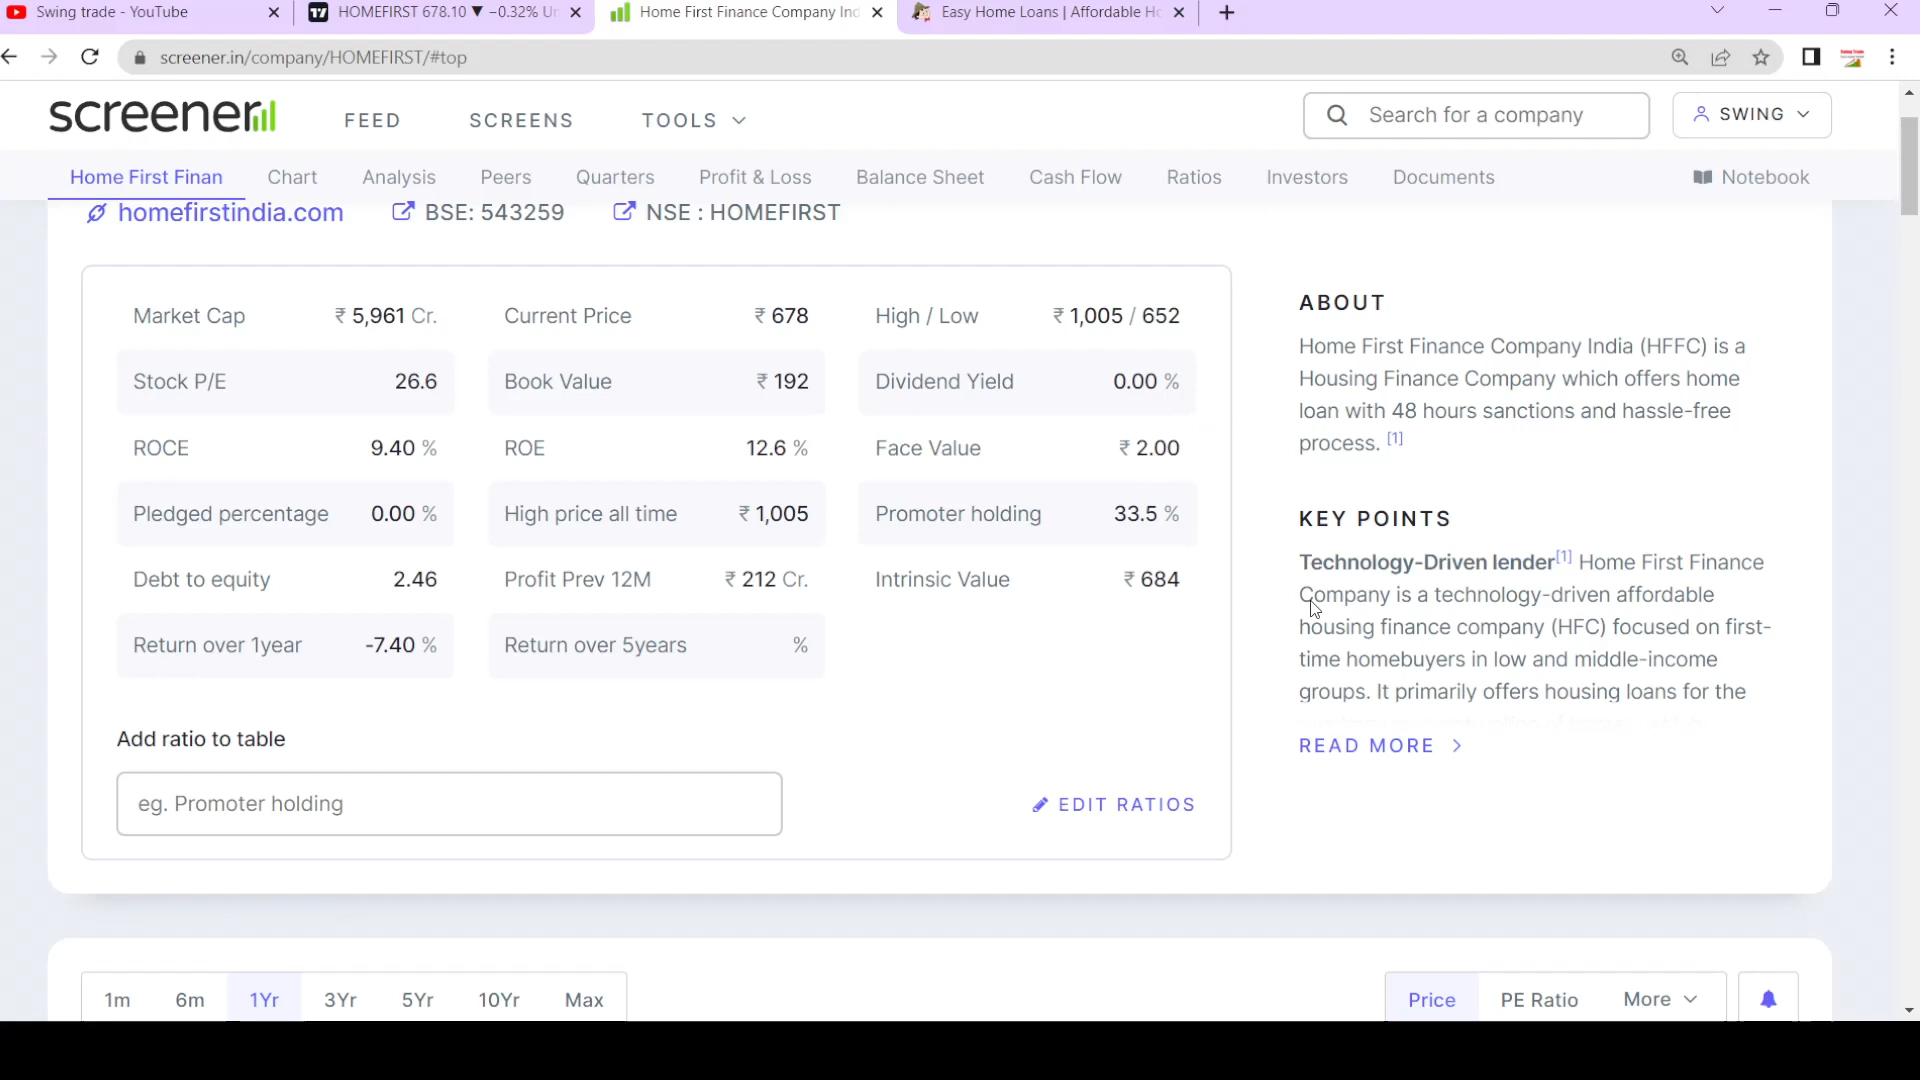 Swing trade - YouTube
HOMEFIRST 678.10 ▼ −0.32% Un
Home First Finance Company Ind
Easy Home Loans | Affordable Ho
screener.in/company/HOMEFIRST/#top
screener
FEED
SCREENS
TOOLS
Search for a company
SWING
Home First Finan
Chart
Analysis
Peers
Quarters
Profit & Loss
Balance Sheet
Cash Flow
Ratios
Investors
Documents
Notebook
homefirstindia.com
BSE: 543259
NSE : HOMEFIRST
Market Cap ₹ 5,961 Cr.
Current Price ₹ 678
High / Low ₹ 1,005 / 652
Stock P/E 26.6
Book Value ₹ 192
Dividend Yield 0.00 %
ROCE 9.40 %
ROE 12.6 %
Face Value ₹ 2.00
Pledged percentage 0.00 %
High price all time ₹ 1,005
Promoter holding 33.5 %
Debt to equity 2.46
Profit Prev 12M ₹ 212 Cr.
Intrinsic Value ₹ 684
Return over 1year -7.40 %
Return over 5years %
Add ratio to table
eg. Promoter holding
EDIT RATIOS
ABOUT
Home First Finance Company India (HFFC) is a
Housing Finance Company which offers home
loan with 48 hours sanctions and hassle-free
process. [1]
KEY POINTS
Technology-Driven lender[1] Home First Finance
Company is a technology-driven affordable
housing finance company (HFC) focused on first-
time homebuyers in low and middle-income
groups. It primarily offers housing loans for the
READ MORE
1m
6m
1Yr
3Yr
5Yr
10Yr
Max
Price
PE Ratio
More